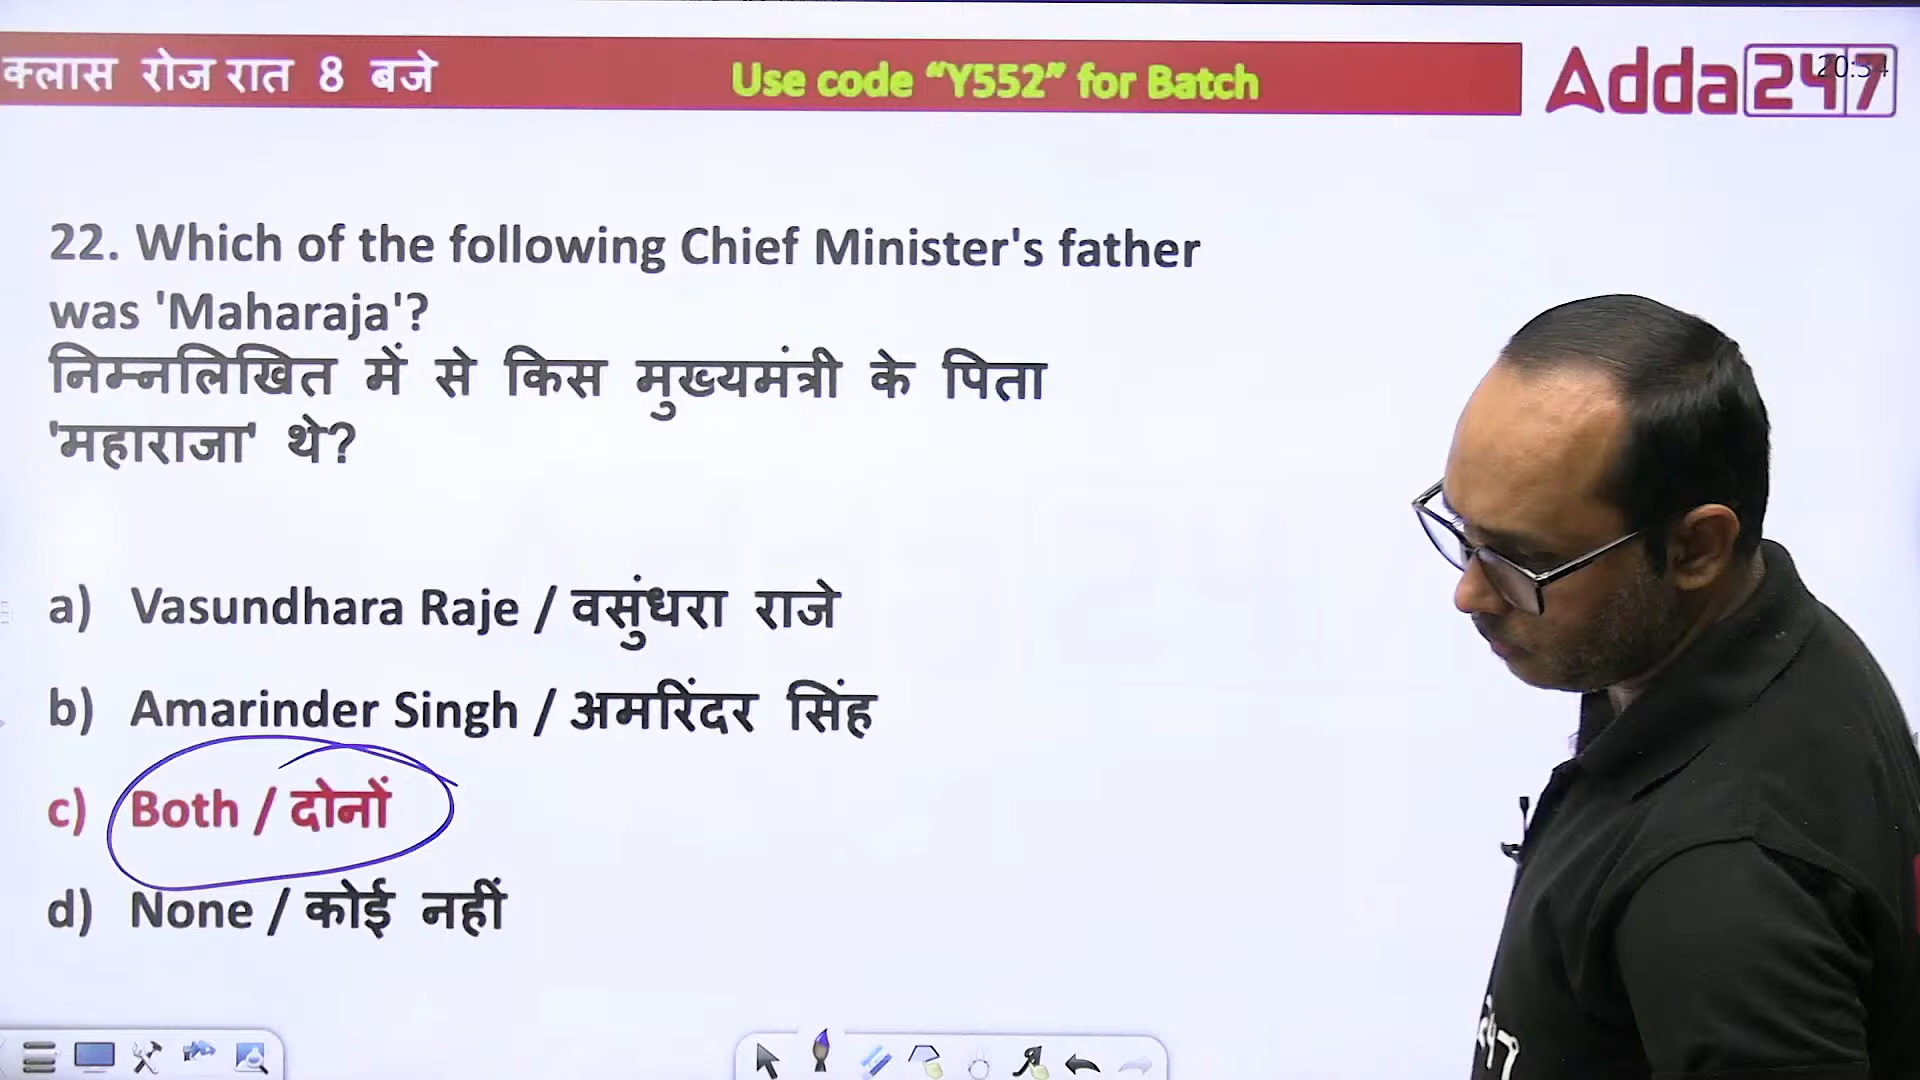 क्लास रोज रात 8 बजे
Use code “Y552” for Batch
Adda247
22. Which of the following Chief Minister's father
was 'Maharaja'?
निम्नलिखित में से किस मुख्यमंत्री के पिता
'महाराजा' थे?
a) Vasundhara Raje / वसुंधरा राजे
b) Amarinder Singh / अमरिंदर सिंह
c) Both / दोनों
d) None / कोई नहीं